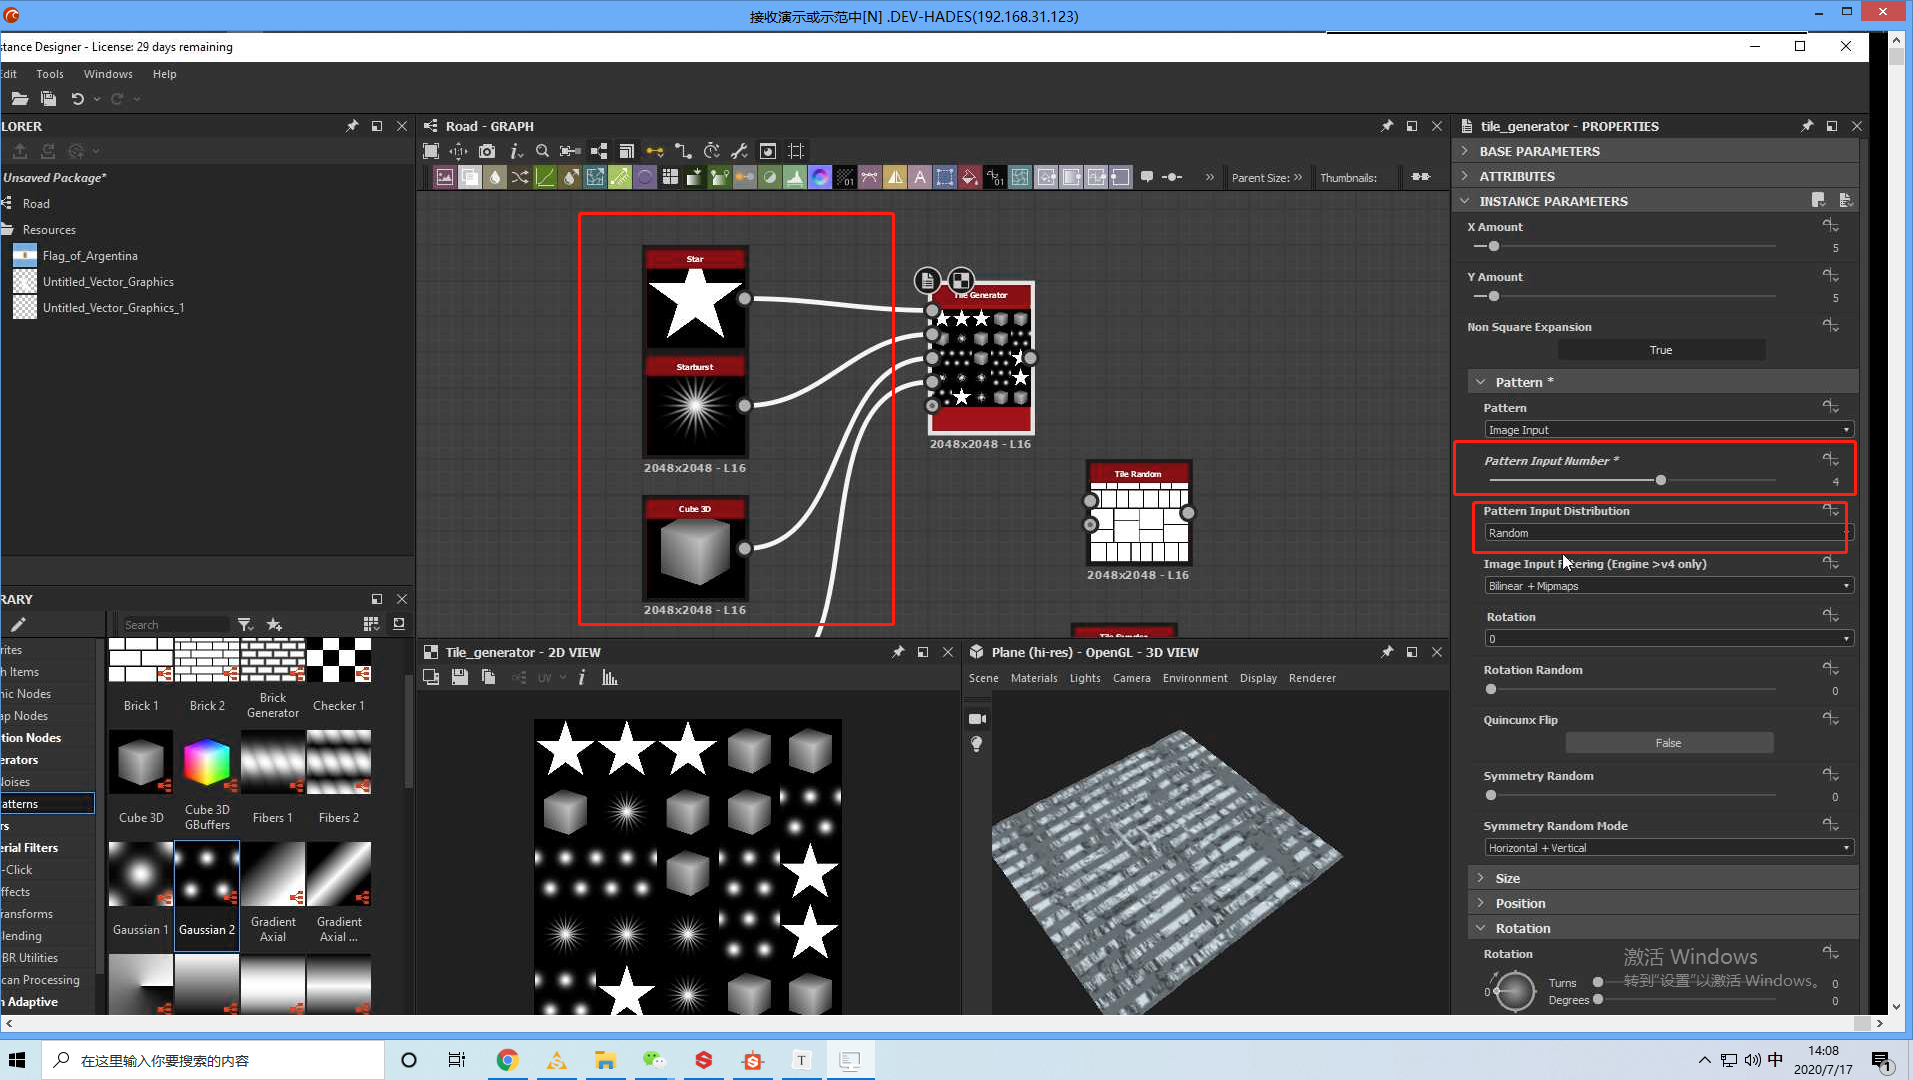 接收演示或示范中[N] .DEV-HADES(192.168.31.123)
stance Designer - License: 29 days remaining
Edit Tools Windows Help
LORER
Unsaved Package*
Road
Resources
Flag_of_Argentina
Untitled_Vector_Graphics
Untitled_Vector_Graphics_1
Road - GRAPH
Parent Size: >>
Thumbnails:
Star
Starburst
2048x2048 - L16
Cube 3D
2048x2048 - L16
Tile Generator
2048x2048 - L16
Tile Random
2048x2048 - L16
Tile Sampler
tile_generator - PROPERTIES
BASE PARAMETERS
ATTRIBUTES
INSTANCE PARAMETERS
X Amount
5
Y Amount
5
Non Square Expansion
True
Pattern *
Pattern
Image Input
Pattern Input Number *
4
Pattern Input Distribution
Random
Image Input Filtering (Engine >v4 only)
Bilinear + Mipmaps
Rotation
0
Rotation Random
0
Quincunx Flip
False
Symmetry Random
0
Symmetry Random Mode
Horizontal + Vertical
Size
Position
Rotation
Rotation
0
Turns
0
Degrees
0
激活 Windows
转到“设置”以激活 Windows。
RARY
Search
rites
h Items
nic Nodes
ap Nodes
tion Nodes
erators
Noises
atterns
rs
erial Filters
-Click
ffects
ransforms
lending
BR Utilities
can Processing
n Adaptive
Brick 1
Brick 2
Brick Generator
Checker 1
Cube 3D
Cube 3D GBuffers
Fibers 1
Fibers 2
Gaussian 1
Gaussian 2
Gradient Axial
Gradient Axial ...
Tile_generator - 2D VIEW
UV
Plane (hi-res) - OpenGL - 3D VIEW
Scene Materials Lights Camera Environment Display Renderer
在这里输入你要搜索的内容
中
14:08
2020/7/17
1